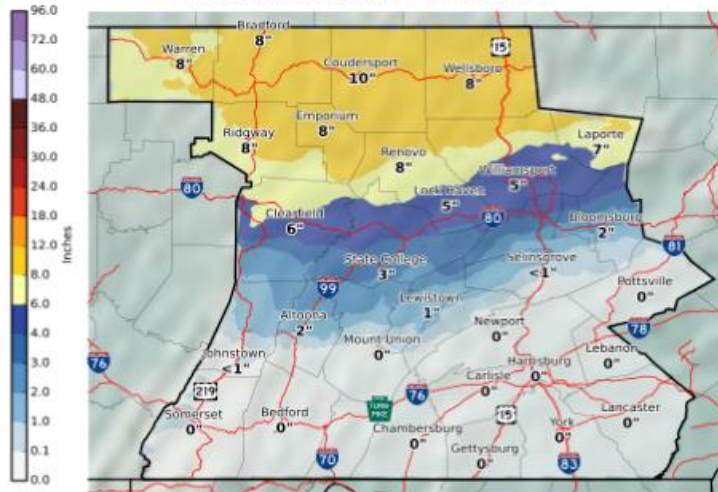 96.0
72.0
60.0
48.0
36.0
30.0
24.0
18.0
12.0
8.0
6.0
4.0
3.0
2.0
1.0
0.1
0.0
Inches
Bradford
8"
Warren
8"
15
Coudersport
10"
Wellsboro
8"
Emporium
8"
Ridgway
8"
Renovo
8"
Laporte
7"
Williamsport
5"
80
Lock Haven
5"
Clearfield
6"
80
Bloomsburg
2"
81
State College
3"
Selinsgrove
<1"
99
Pottsville
0"
Lewistown
1"
Altoona
2"
Newport
0"
78
Mount Union
0"
Lebanon
0"
76
Johnstown
<1"
Harrisburg
0"
Carlisle
0"
219
76
TURN-
PIKE
Somerset
0"
Bedford
0"
15
Lancaster
0"
York
0"
Chambersburg
0"
70
Gettysburg
0"
83